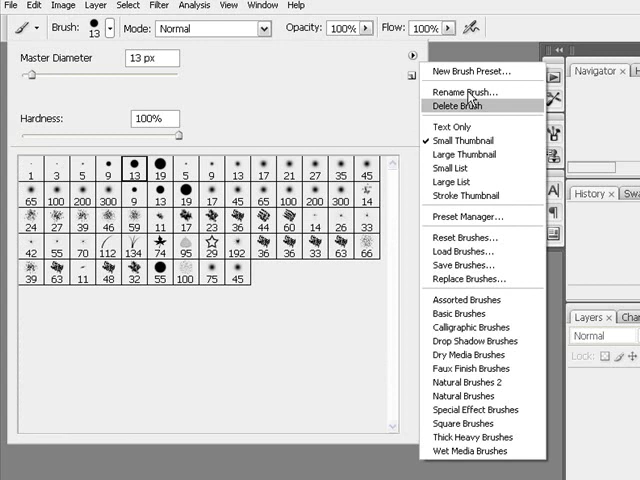 File Edit Image Layer Select Filter Analysis View Window Help
Brush: 13 Mode: Normal Opacity: 100% Flow: 100%
Master Diameter 13 px
Hardness: 100%
1 3 5 9 13 19 5 9 13 17 21 27 35 45
65 100 200 300 9 13 19 17 45 65 100 200 300 14
24 27 39 46 59 11 17 23 36 44 60 14 26 33
42 55 70 112 134 74 95 29 192 36 36 33 63 66
39 63 11 48 32 55 100 75 45
New Brush Preset...
Rename Brush...
Delete Brush
Text Only
Small Thumbnail
Large Thumbnail
Small List
Large List
Stroke Thumbnail
Preset Manager...
Reset Brushes...
Load Brushes...
Save Brushes...
Replace Brushes...
Assorted Brushes
Basic Brushes
Calligraphic Brushes
Drop Shadow Brushes
Dry Media Brushes
Faux Finish Brushes
Natural Brushes 2
Natural Brushes
Special Effect Brushes
Square Brushes
Thick Heavy Brushes
Wet Media Brushes
Navigator x H
History x Swa
Layers x Char
Normal
Lock: